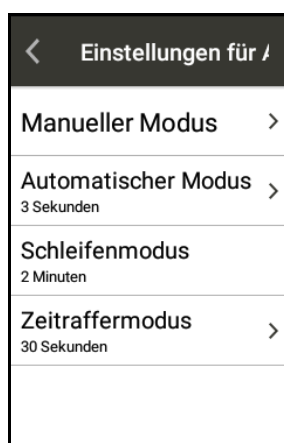 Einstellungen für
Manueller Modus
Automatischer Modus
3 Sekunden
Schleifenmodus
2 Minuten
Zeitraffermodus
30 Sekunden